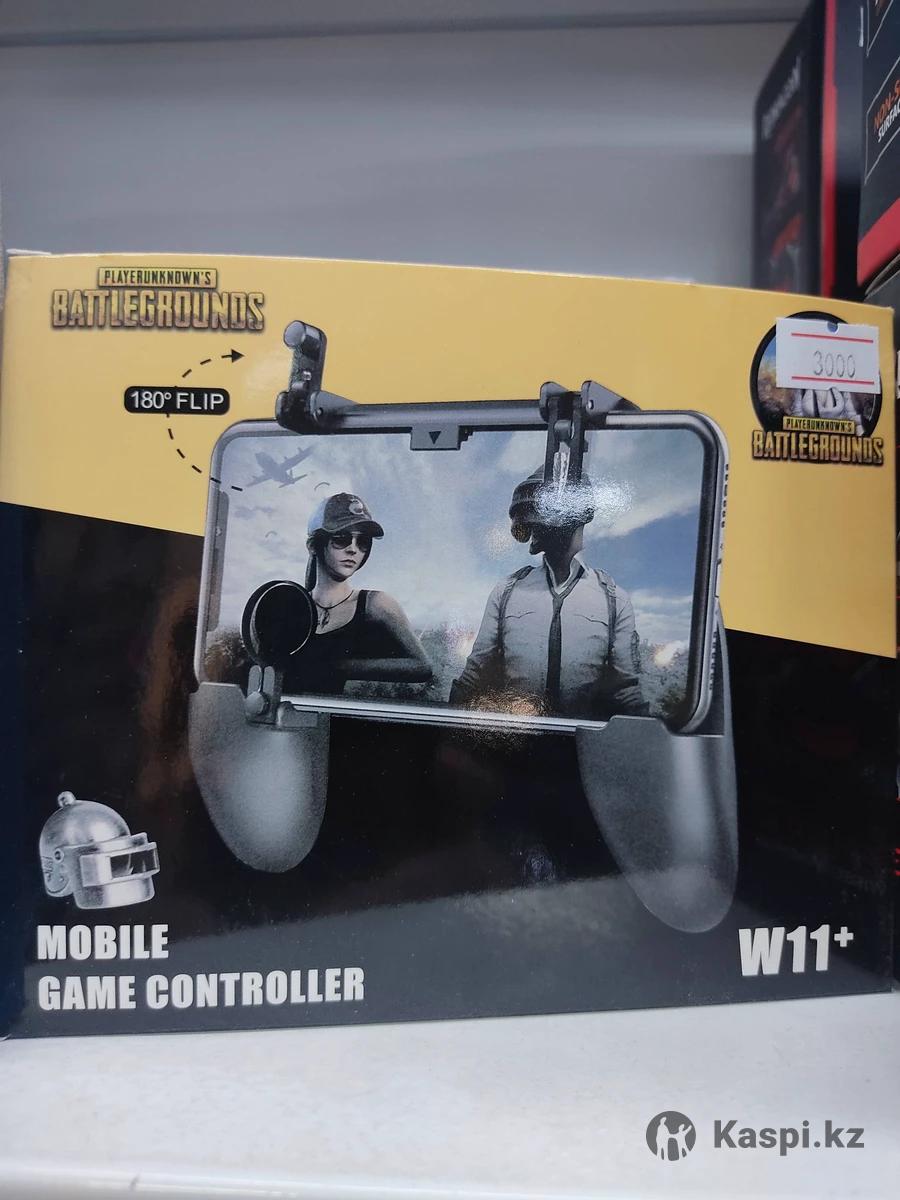 PLAYERUNKNOWN'S
BATTLEGROUNDS
180° FLIP
3000
PLAYERUNKNOWN'S
BATTLEGROUNDS
MOBILE
GAME CONTROLLER
W11+
Kaspi.kz